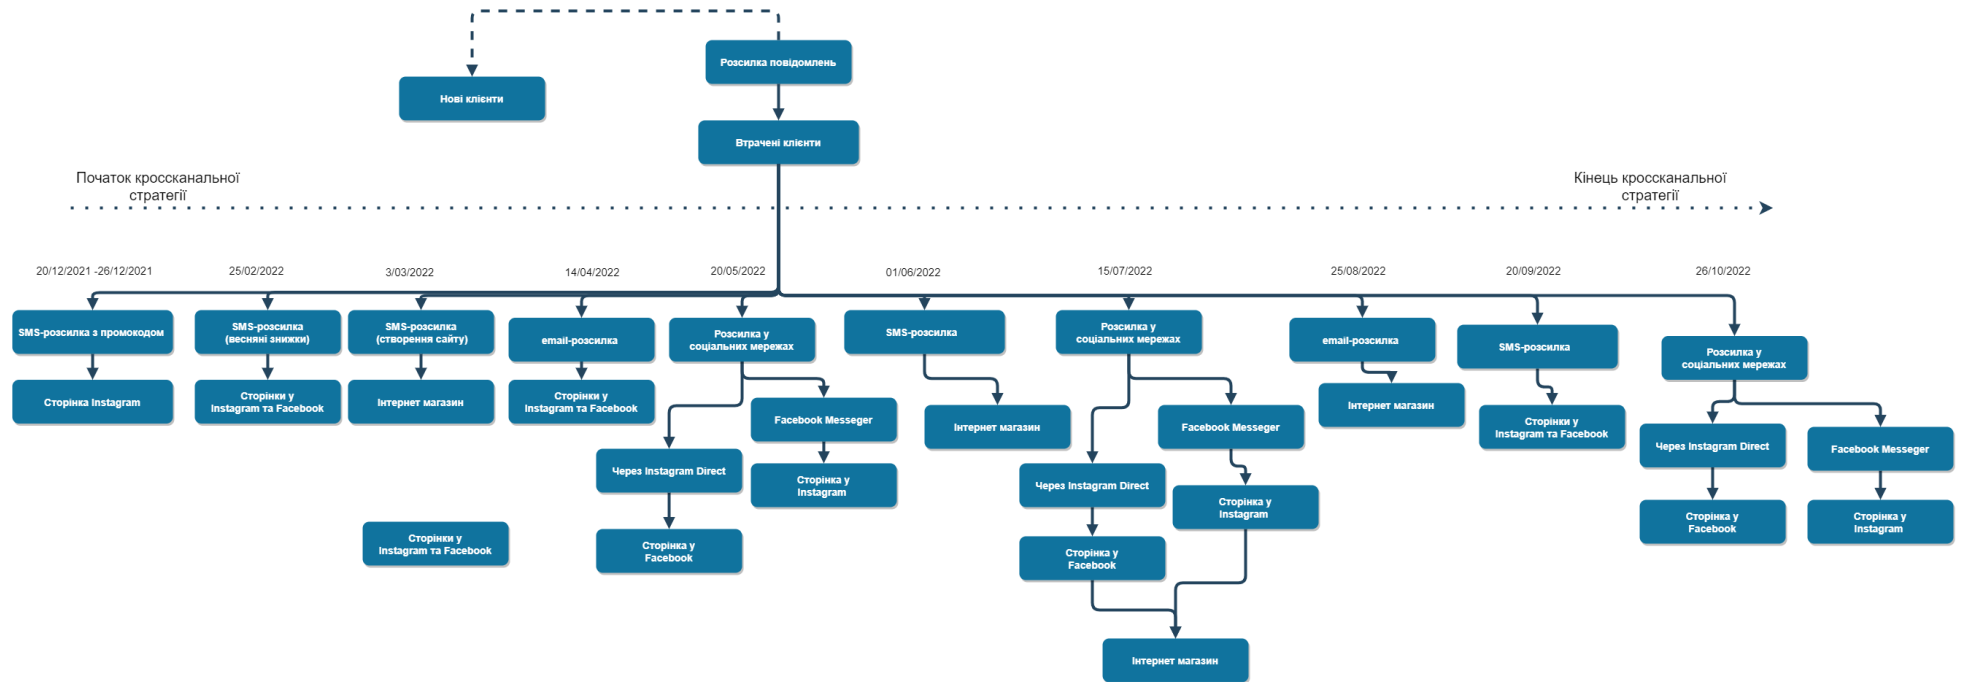 Розсилка повідомлень
Нові клієнти
Втрачені клієнти
Початок кроссканальної
стратегії
Кінець кроссканальної
стратегії
20/12/2021 -26/12/2021
25/02/2022
3/03/2022
14/04/2022
20/05/2022
01/06/2022
15/07/2022
25/08/2022
20/09/2022
26/10/2022
SMS-розсилка з промокодом
SMS-розсилка
(весняні знижки)
SMS-розсилка
(створення сайту)
email-розсилка
Розсилка у
соціальних мережах
SMS-розсилка
Розсилка у
соціальних мережах
email-розсилка
SMS-розсилка
Розсилка у
соціальних мережах
Сторінка Instagram
Сторінки у
Instagram та Facebook
Інтернет магазин
Сторінки у
Instagram та Facebook
Facebook Messeger
Інтернет магазин
Facebook Messeger
Інтернет магазин
Сторінки у
Instagram та Facebook
Через Instagram Direct
Facebook Messeger
Через Instagram Direct
Сторінка у
Instagram
Через Instagram Direct
Сторінка у
Instagram
Сторінка у
Facebook
Сторінка у
Instagram
Сторінки у
Instagram та Facebook
Сторінка у
Facebook
Сторінка у
Facebook
Інтернет магазин